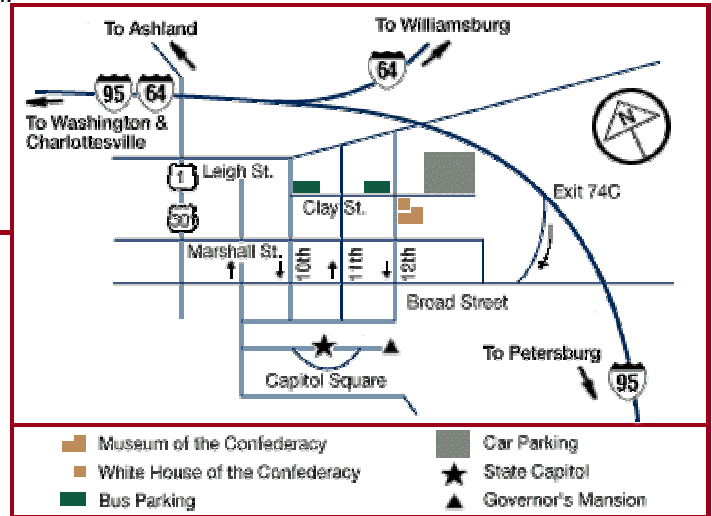 To Ashland
To Williamsburg
64
95 64
To Washington &
Charlottesville
N
1
Leigh St.
Exit 74C
Clay St.
301
Marshall St.
10th
11th
12th
Broad Street
To Petersburg
95
Capitol Square
Museum of the Confederacy
Car Parking
White House of the Confederacy
State Capitol
Bus Parking
Governor's Mansion